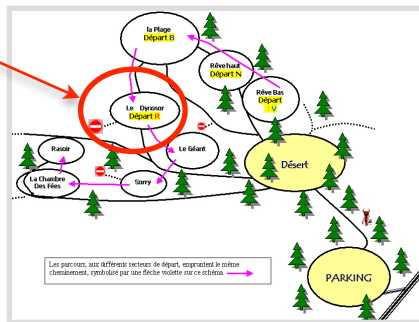 la Plage
Départ B
Rêve haut
Départ N
Rêve Bas
Départ
V
Le Dynosor
Départ R
Rasoir
Le Géant
La Chambre
Des Fées
Sorry
Désert
Les parcours, aux différents secteurs de départ, empruntent le même
cheminement, symbolisé par une flèche violette sur ce schéma.
PARKING